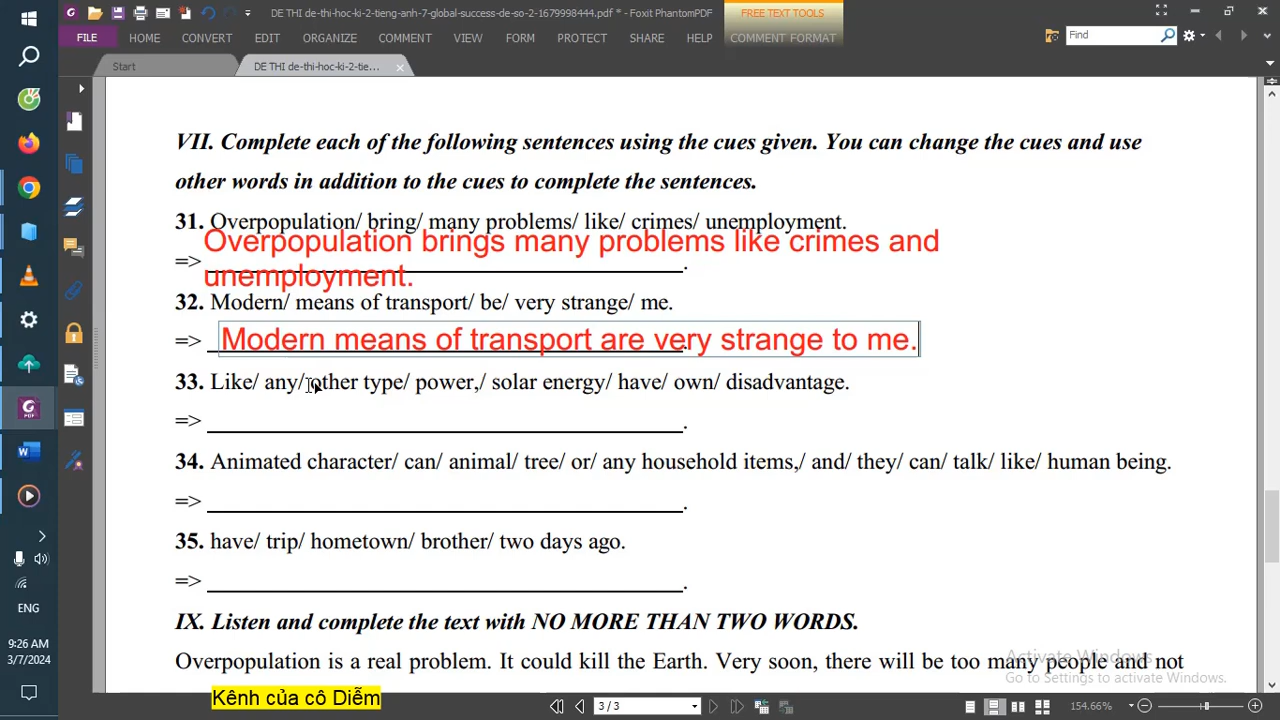 DE THI de-thi-hoc-ki-2-tieng-anh-7-global-success-de-so-2-1679998444.pdf * - Foxit PhantomPDF
FREE TEXT TOOLS
FILE HOME CONVERT EDIT ORGANIZE COMMENT VIEW FORM PROTECT SHARE HELP COMMENT FORMAT
Find
Start
DE THI de-thi-hoc-ki-2-tie...
VII. Complete each of the following sentences using the cues given. You can change the cues and use
other words in addition to the cues to complete the sentences.
31. Overpopulation/ bring/ many problems/ like/ crimes/ unemployment.
Overpopulation brings many problems like crimes and
=> ________________.
unemployment.
32. Modern/ means of transport/ be/ very strange/ me.
=> Modern means of transport are very strange to me.
33. Like/ any/ other type/ power,/ solar energy/ have/ own/ disadvantage.
=> ________________.
34. Animated character/ can/ animal/ tree/ or/ any household items,/ and/ they/ can/ talk/ like/ human being.
=> ________________.
35. have/ trip/ hometown/ brother/ two days ago.
=> ________________.
IX. Listen and complete the text with NO MORE THAN TWO WORDS.
Overpopulation is a real problem. It could kill the Earth. Very soon, there will be too many people and not
Activate Windows
Go to Settings to activate Windows.
Kênh của cô Diễm
3 / 3
154.66%
ENG
9:26 AM
3/7/2024